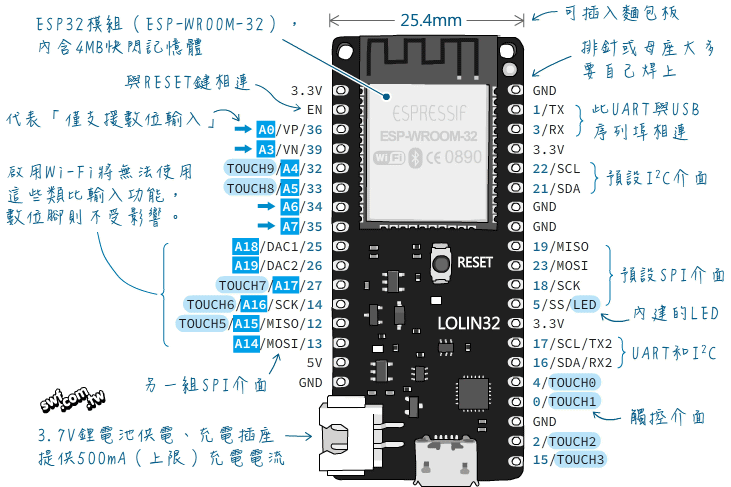 ESP32模組（ESP-WROOM-32），
內含4MB快閃記憶體
25.4mm
可插入麵包板
排針或母座大多
要自己焊上
與RESET鍵相連
代表「僅支援數位輸入」
啟用Wi-Fi將無法使用
這些類比輸入功能，
數位腳則不受影響。
3.3V
EN
A0/VP/36
A3/VN/39
TOUCH9/A4/32
TOUCH8/A5/33
A6/34
A7/35
A18/DAC1/25
A19/DAC2/26
TOUCH7/A17/27
TOUCH6/A16/SCK/14
TOUCH5/A15/MISO/12
A14/MOSI/13
5V
GND
另一組SPI介面
swf.com.tw
3.7V鋰電池供電、充電插座
提供500mA（上限）充電電流
ESPRESSIF
ESP-WROOM-32
WiFi CE 0890
RESET
LOLIN32
GND
1/TX
3/RX
3.3V
22/SCL
21/SDA
GND
GND
19/MISO
23/MOSI
18/SCK
5/SS/LED
3.3V
17/SCL/TX2
16/SDA/RX2
4/TOUCH0
0/TOUCH1
GND
2/TOUCH2
15/TOUCH3
此UART與USB
序列埠相連
預設I²C介面
預設SPI介面
內建的LED
UART和I²C
觸控介面